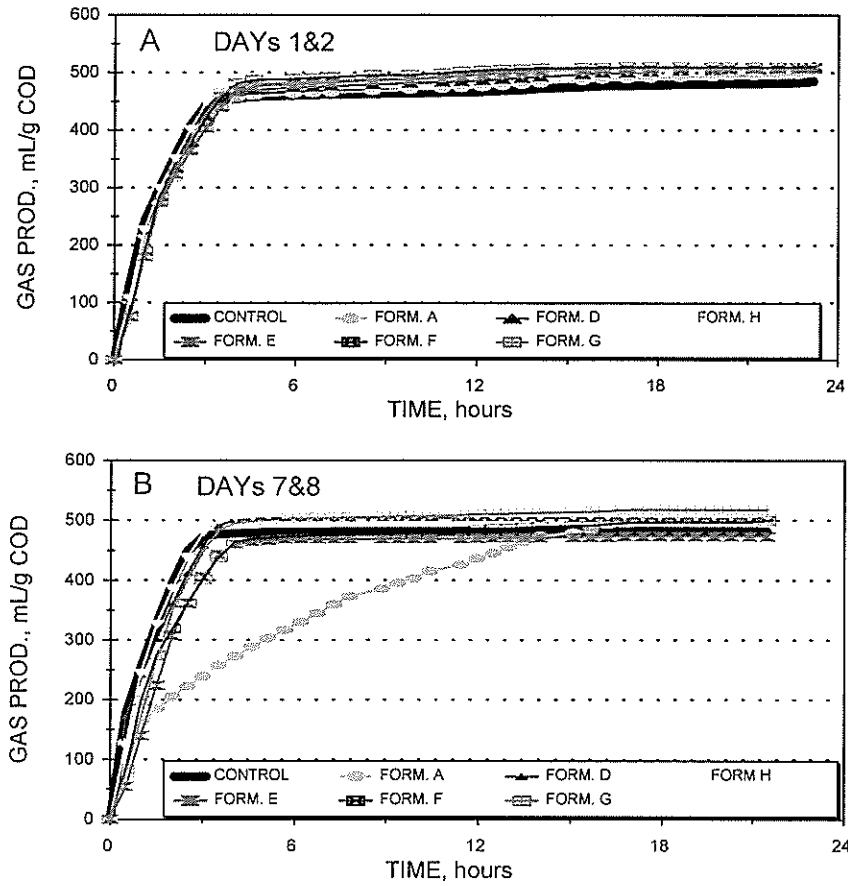 600
A DAYs 1&2
500
400
300
200
100
0
GAS PROD., mL/g COD
CONTROL FORM. A FORM. D FORM. H
FORM. E FORM. F FORM. G
0 6 12 18 24
TIME, hours
600
B DAYs 7&8
500
400
300
200
100
0
GAS PROD., mL/g COD
CONTROL FORM. A FORM. D FORM H
FORM. E FORM. F FORM. G
0 6 12 18 24
TIME, hours